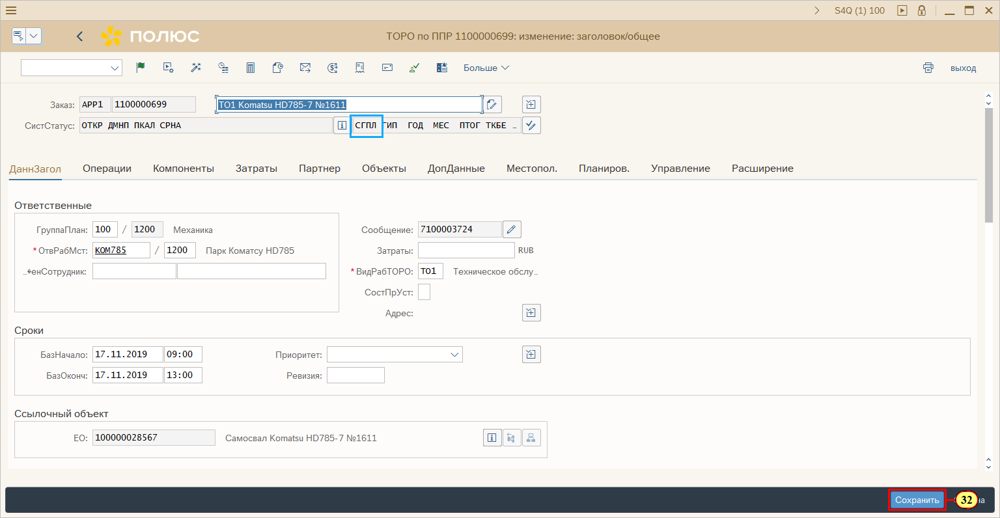 S4Q (1) 100
ПОЛЮС
ТОРО по ППР 1100000699: изменение: заголовок/общее
Больше
выход
Заказ: APP1 1100000699 ТО1 Komatsu HD785-7 №1611
СистСтатус: ОТКР ДМНП ПКАЛ СРНА СГПЛ ГИП ГОД МЕС ПТОГ ТКБЕ …
ДаннЗагол Операции Компоненты Затраты Партнер Объекты ДопДанные Местопол. Планиров. Управление Расширение
Ответственные
ГруппаПлан: 100 / 1200 Механика
Сообщение: 7100003724
* ОтвРабМст: KOM785 / 1200 Парк Коматсу HD785
Затраты: RUB
…енСотрудник:
* ВидРабТОРО: ТО1 Техническое обслу…
СостПрУст:
Адрес:
Сроки
БазНачало: 17.11.2019 09:00 Приоритет:
БазОконч: 17.11.2019 13:00 Ревизия:
Ссылочный объект
ЕО: 100000028567 Самосвал Komatsu HD785-7 №1611
Сохранить 32